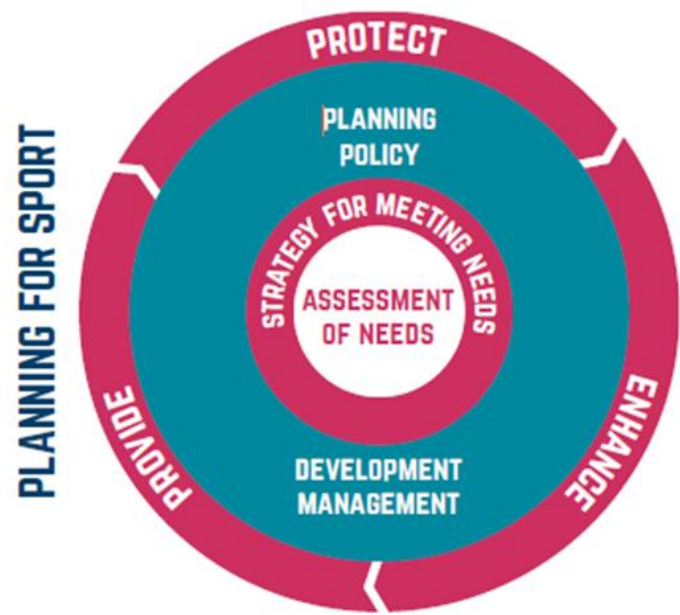 PLANNING FOR SPORT
PROTECT
PLANNING
POLICY
STRATEGY FOR MEETING NEEDS
ASSESSMENT
OF NEEDS
PROVIDE
ENHANCE
DEVELOPMENT
MANAGEMENT